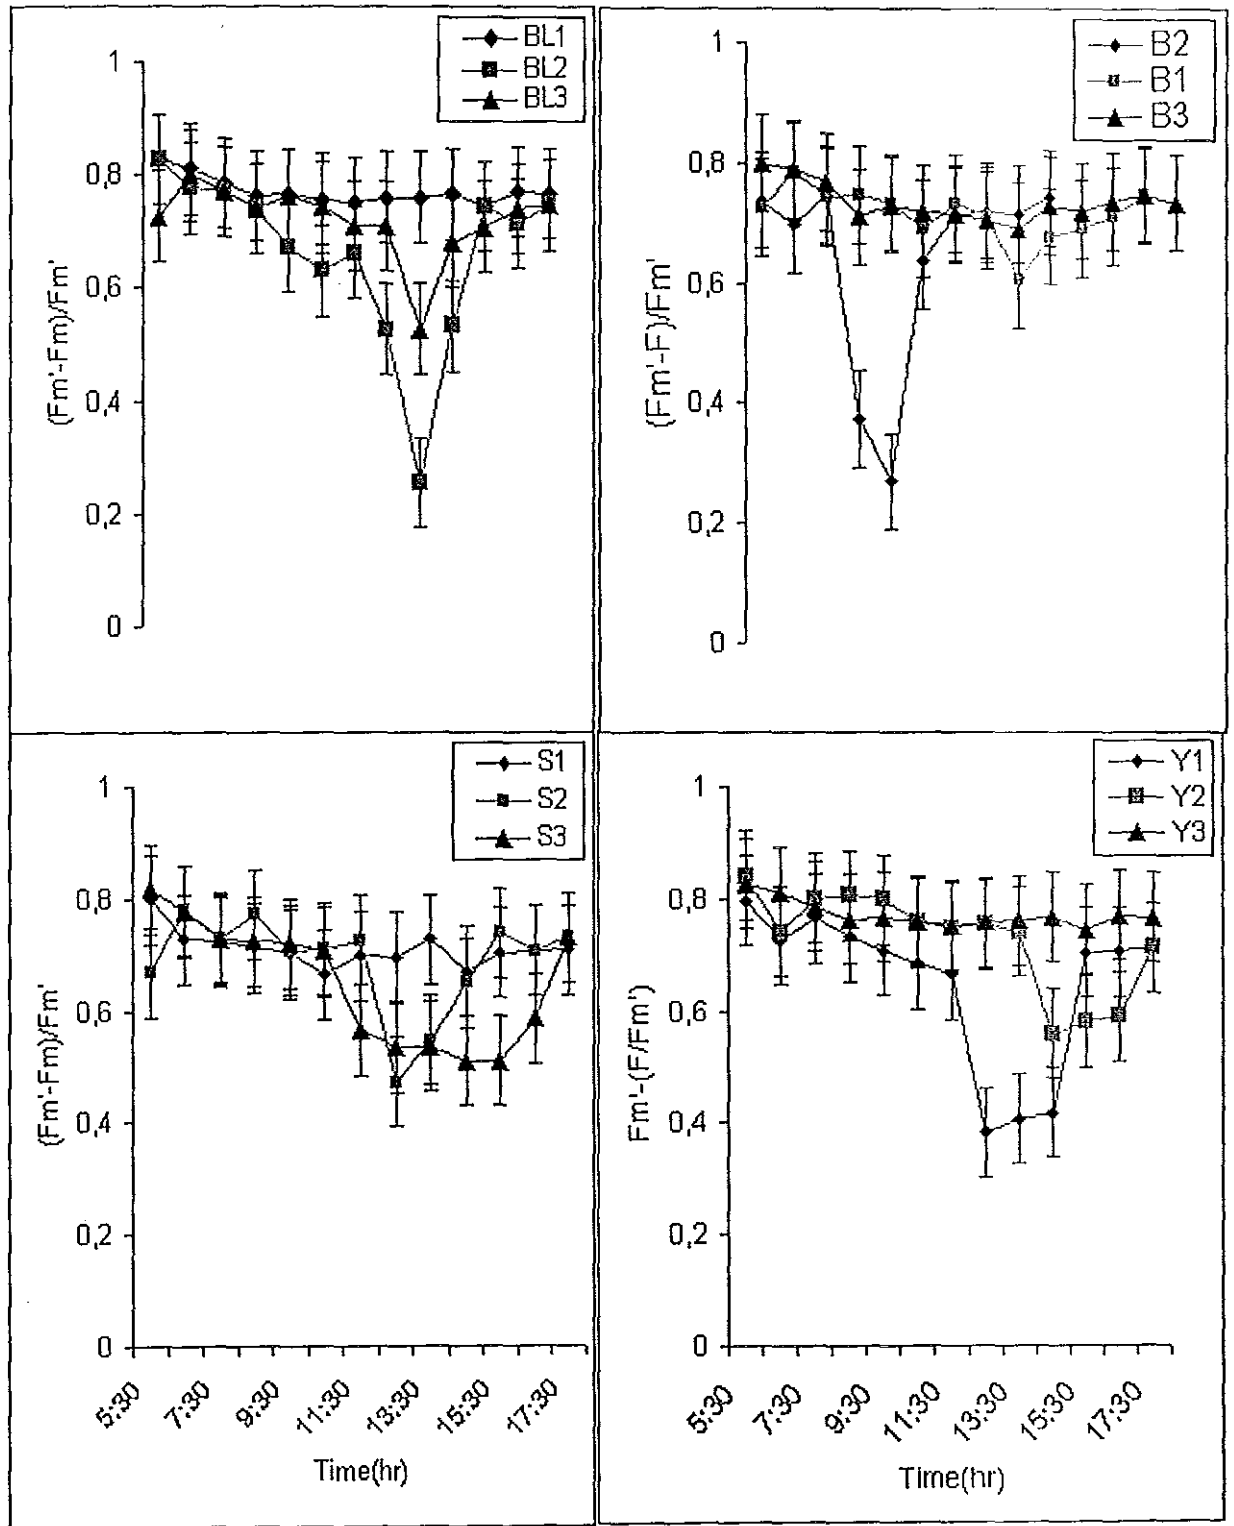 BL1
BL2
BL3
1
0,8
0,6
0,4
0,2
0
(Fm'-Fm)/Fm'
B2
B1
B3
1
0,8
0,6
0,4
0,2
0
(Fm'-F)/Fm'
S1
S2
S3
1
0,8
0,6
0,4
0,2
0
(Fm'-Fm)/Fm'
5:30
7:30
9:30
11:30
13:30
15:30
17:30
Time(hr)
Y1
Y2
Y3
1
0,8
0,6
0,4
0,2
0
Fm'-(F/Fm')
5:30
7:30
9:30
11:30
13:30
15:30
17:30
Time(hr)